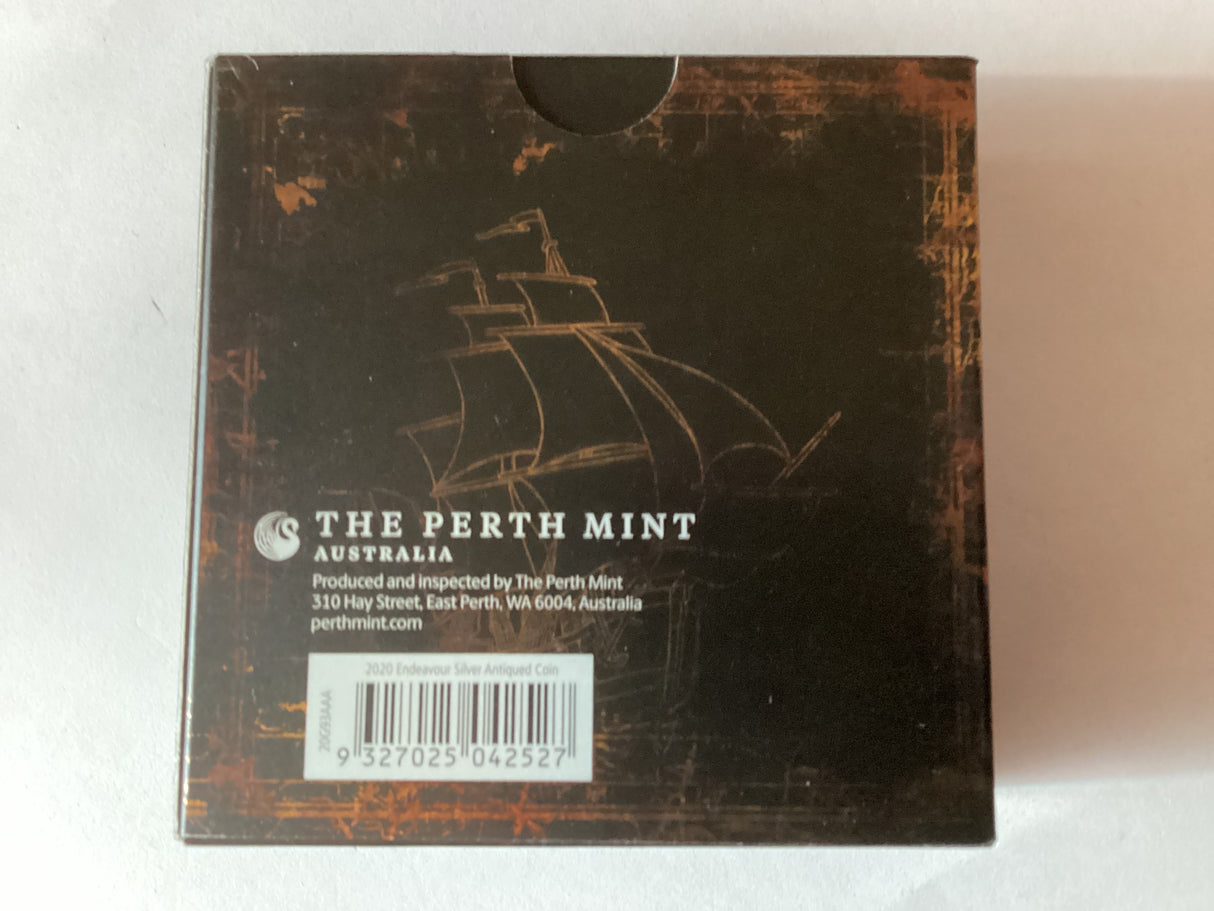 THE PERTH MINT
AUSTRALIA
Produced and inspected by The Perth Mint
310 Hay Street, East Perth, WA 6004, Australia
perthmint.com
2020 Endeavour Silver Antiqued Coin
20G93AAA
9 327025 042527